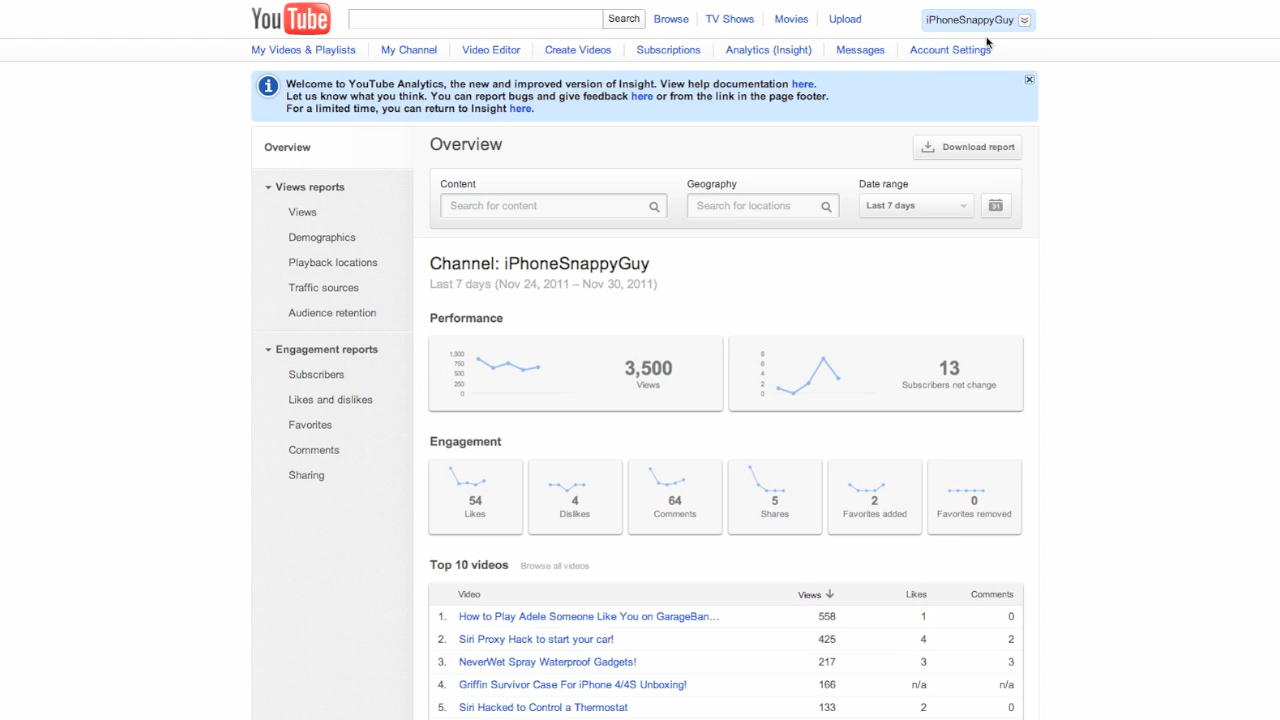 YouTube Search Browse TV Shows Movies Upload iPhoneSnappyGuy
My Videos & Playlists My Channel Video Editor Create Videos Subscriptions Analytics (Insight) Messages Account Settings
Welcome to YouTube Analytics, the new and improved version of Insight. View help documentation here.
Let us know what you think. You can report bugs and give feedback here or from the link in the page footer.
For a limited time, you can return to Insight here.
Overview
Views reports
Views
Demographics
Playback locations
Traffic sources
Audience retention
Engagement reports
Subscribers
Likes and dislikes
Favorites
Comments
Sharing
Overview Download report
Content Geography Date range
Search for content Search for locations Last 7 days 31
Channel: iPhoneSnappyGuy
Last 7 days (Nov 24, 2011 – Nov 30, 2011)
Performance
1,000
750
500
250
0
3,500
Views
8
6
4
2
0
13
Subscribers net change
Engagement
54 4 64 5 2 0
Likes Dislikes Comments Shares Favorites added Favorites removed
Top 10 videos Browse all videos
Video Views Likes Comments
1. How to Play Adele Someone Like You on GarageBan... 558 1 0
2. Siri Proxy Hack to start your car! 425 4 2
3. NeverWet Spray Waterproof Gadgets! 217 3 3
4. Griffin Survivor Case For iPhone 4/4S Unboxing! 166 n/a n/a
5. Siri Hacked to Control a Thermostat 133 2 0